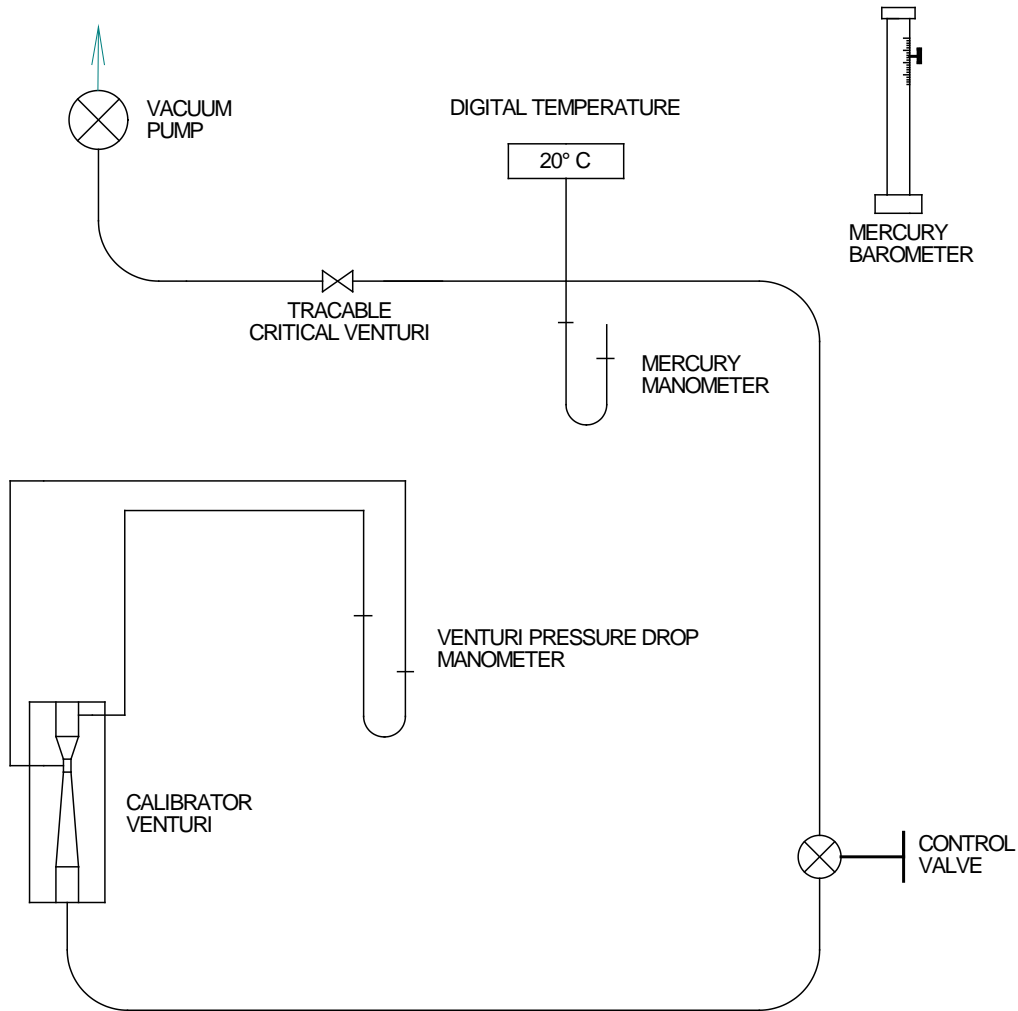 VACUUM
PUMP
DIGITAL TEMPERATURE
20° C
MERCURY
BAROMETER
TRACABLE
CRITICAL VENTURI
MERCURY
MANOMETER
VENTURI PRESSURE DROP
MANOMETER
CALIBRATOR
VENTURI
CONTROL
VALVE